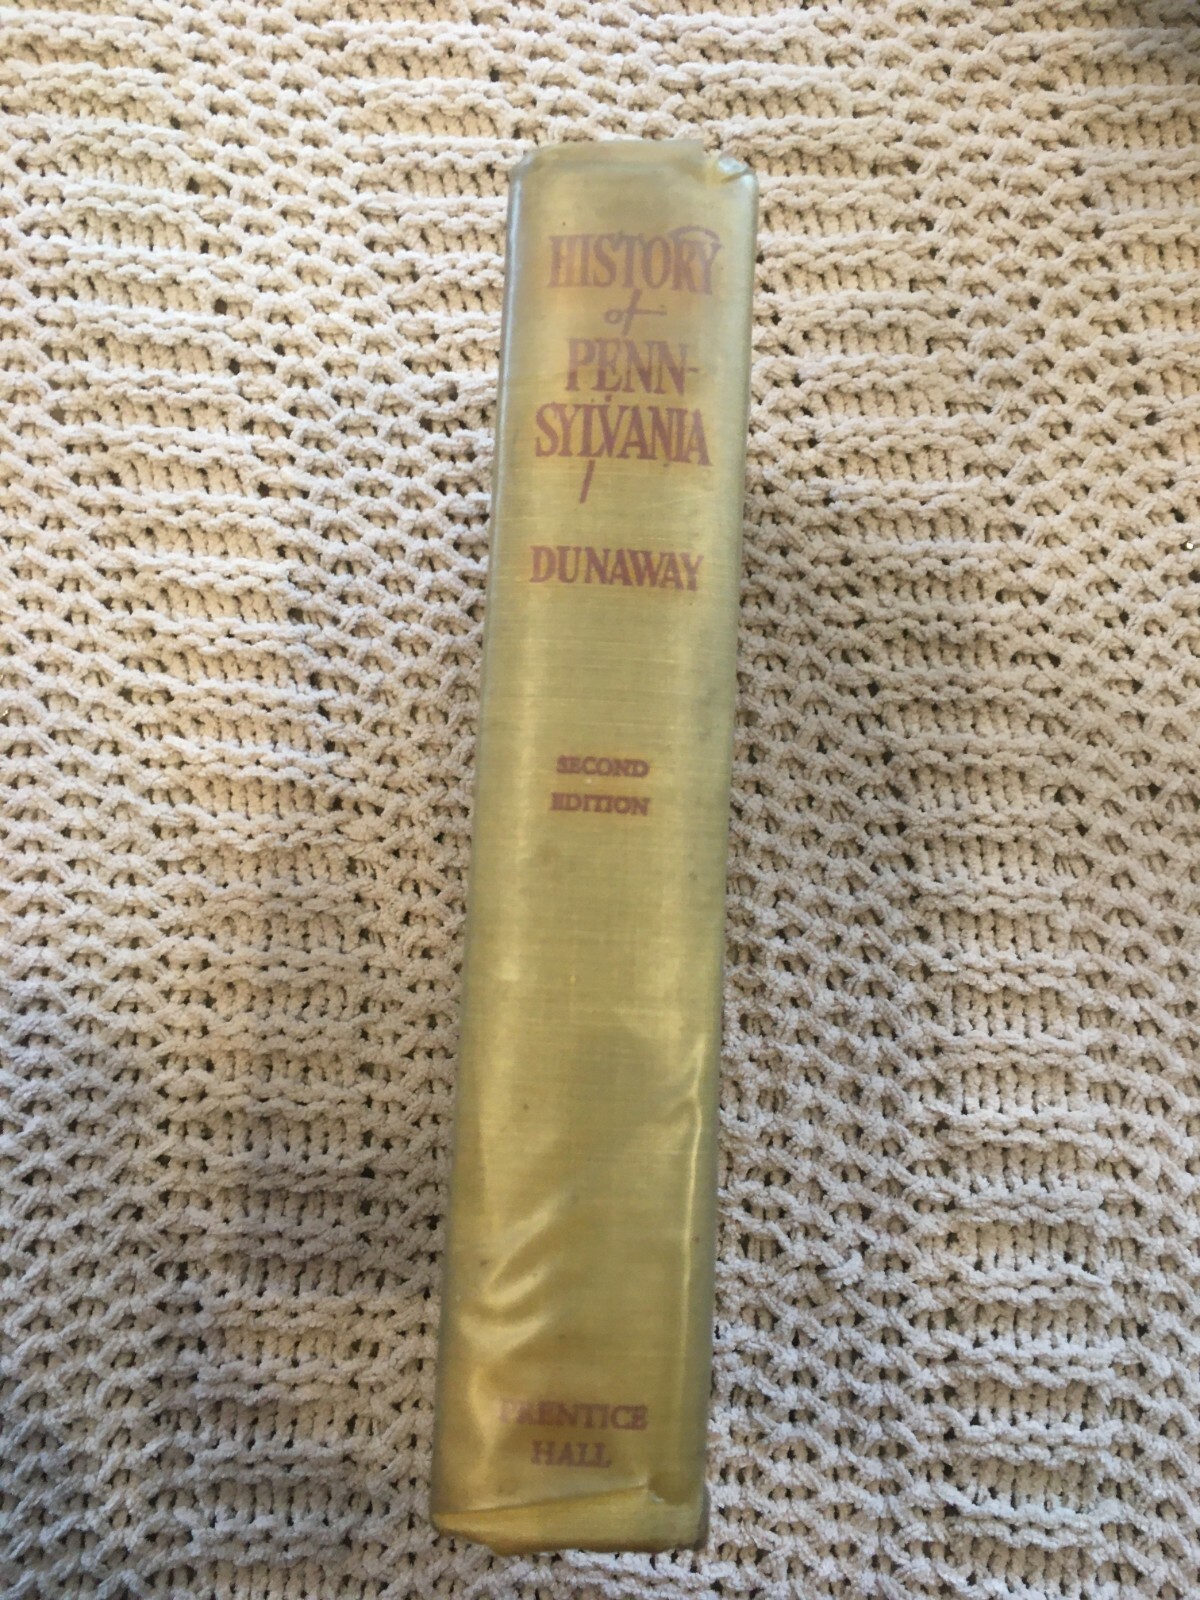 HISTORY
of
PENN-
SYLVANIA
DUNAWAY
SECOND
EDITION
PRENTICE
HALL